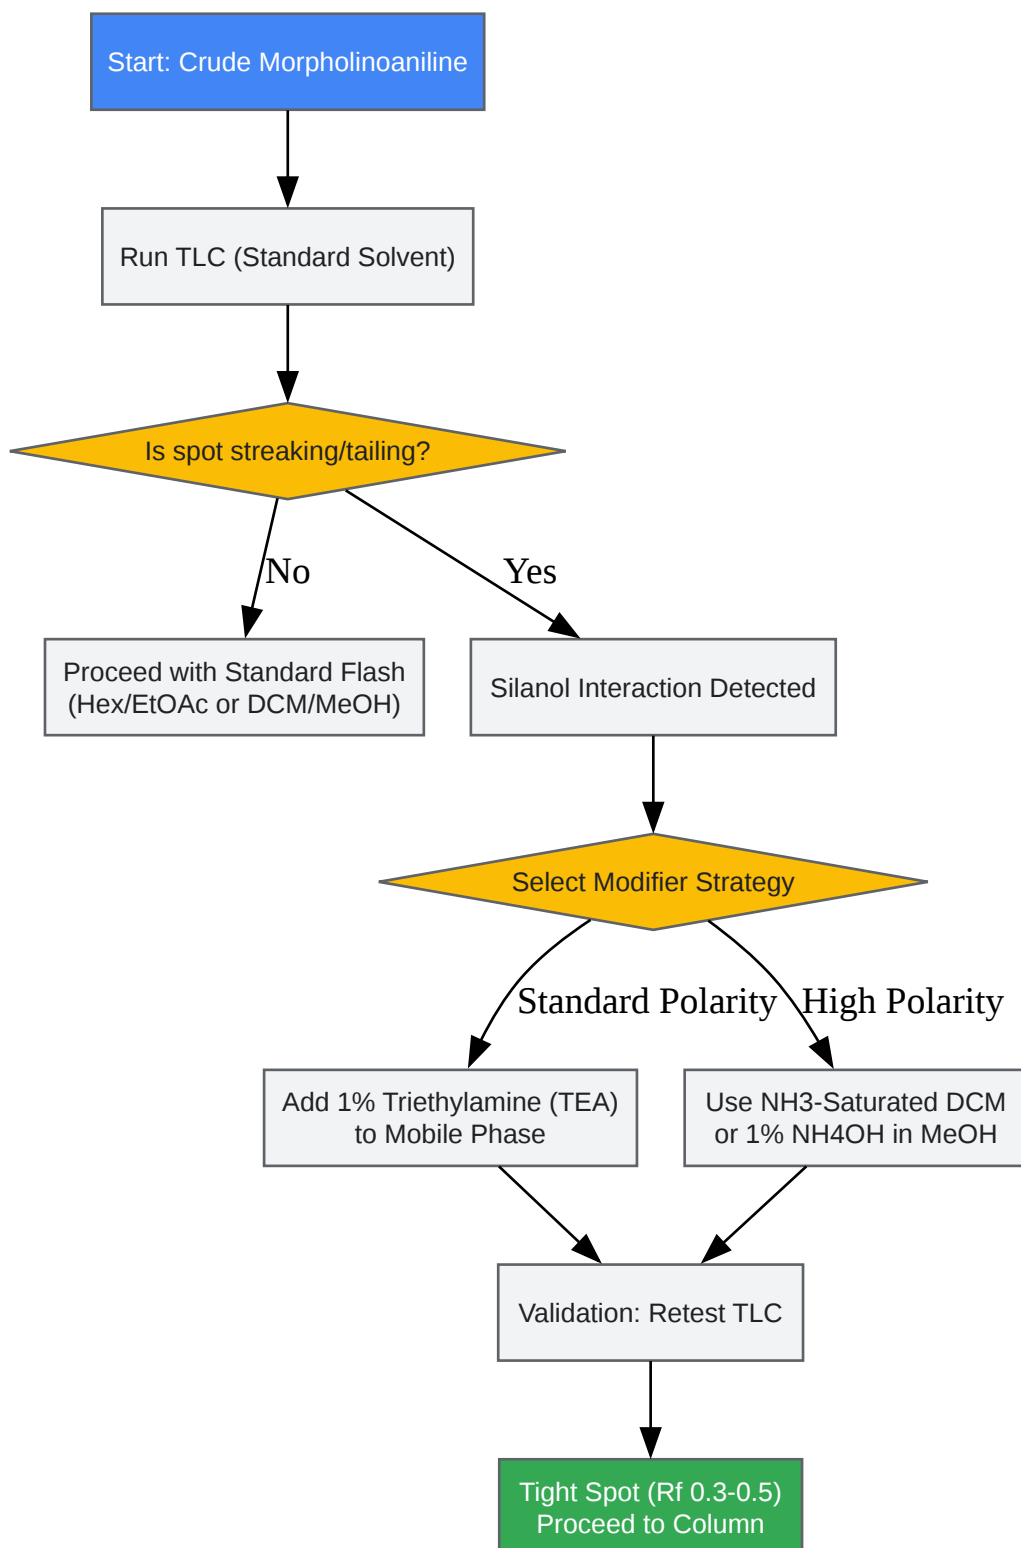 Start: Crude Morpholinoaniline
Run TLC (Standard Solvent)
Is spot streaking/tailing?
No
Yes
Proceed with Standard Flash
(Hex/EtOAc or DCM/MeOH)
Silanol Interaction Detected
Select Modifier Strategy
Standard Polarity
High Polarity
Add 1% Triethylamine (TEA)
to Mobile Phase
Use NH3-Saturated DCM
or 1% NH4OH in MeOH
Validation: Retest TLC
Tight Spot (Rf 0.3-0.5)
Proceed to Column